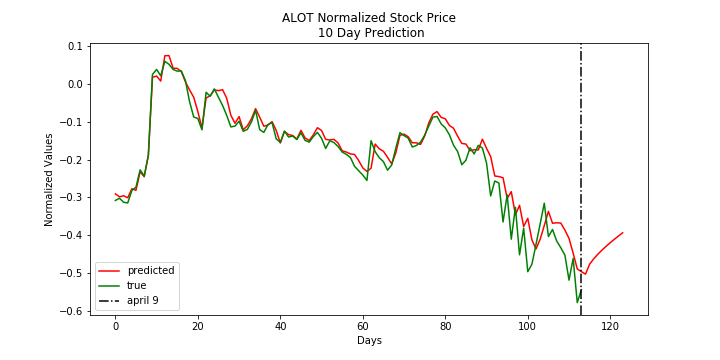 ALOT Normalized Stock Price
10 Day Prediction
Normalized Values
0.1
0.0
−0.1
−0.2
−0.3
−0.4
−0.5
−0.6
predicted
true
april 9
0
20
40
60
80
100
120
Days